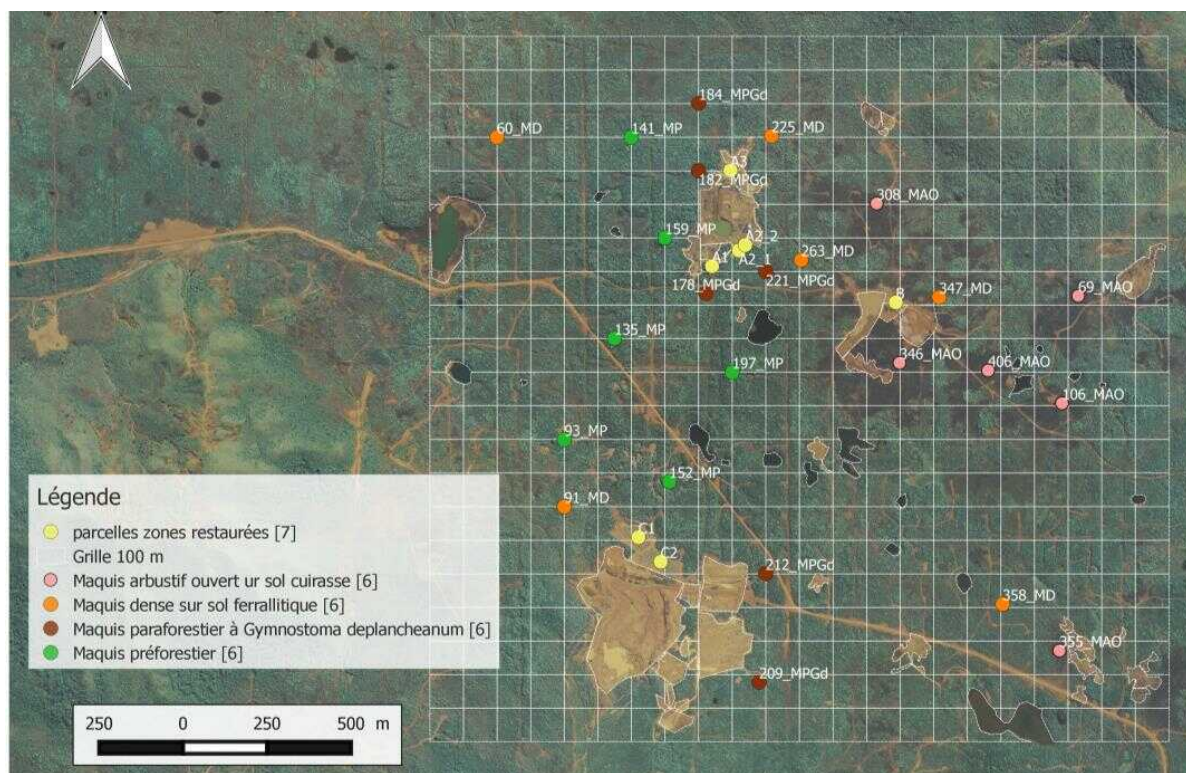 184_MPGd
60_MD
141_MP
225_MD
A3
182_MPGd
308_MAO
159_MP
A2_2
A2_1
263_MD
A1
221_MPGd
178_MPGd
B
347_MD
69_MAO
135_MP
346_MAO
406_MAO
197_MP
106_MAO
93_MP
152_MP
91_MD
C1
C2
212_MPGd
358_MD
355_MAO
209_MPGd
Légende
parcelles zones restaurées [7]
Grille 100 m
Maquis arbustif ouvert ur sol cuirasse [6]
Maquis dense sur sol ferrallitique [6]
Maquis paraforestier à Gymnostoma deplancheanum [6]
Maquis préforestier [6]
250 0 250 500 m